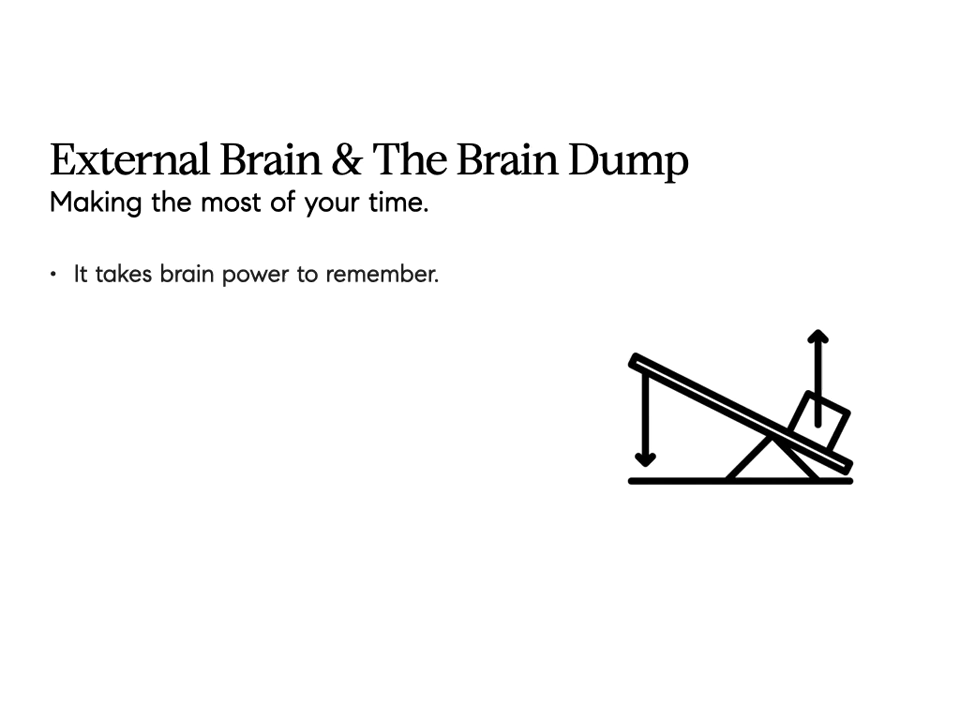 External Brain & The Brain Dump
Making the most of your time.
• It takes brain power to remember.